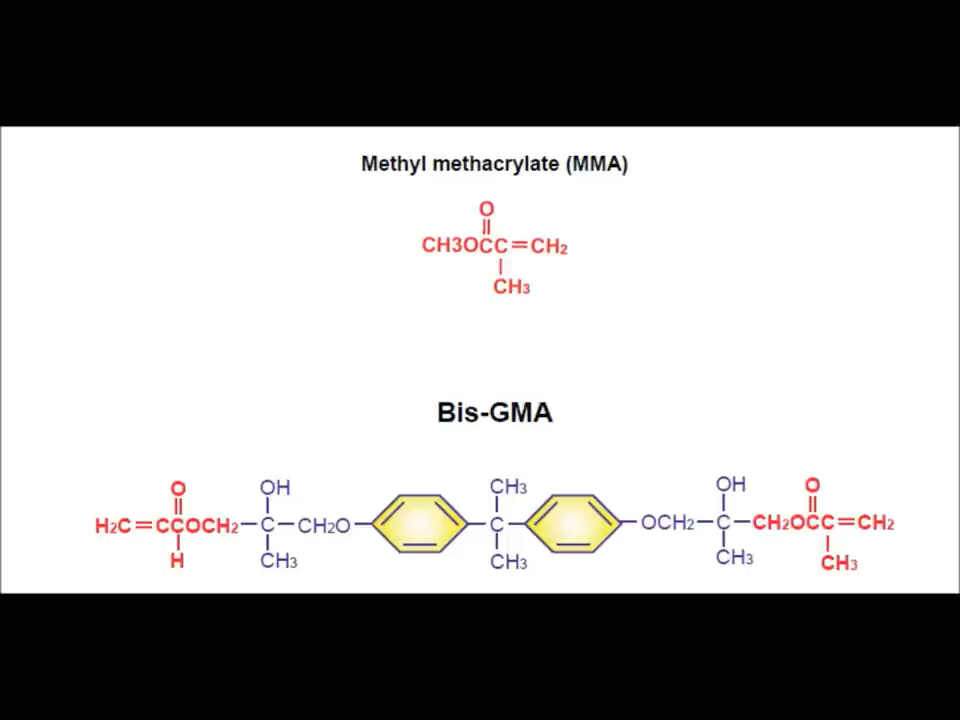 Methyl methacrylate (MMA)
O
CH3OCC=CH2
CH3
Bis-GMA
O OH CH3 OH O
H2C=CCOCH2-C-CH2O C OCH2-C-CH2OCC=CH2
H CH3 CH3 CH3 CH3